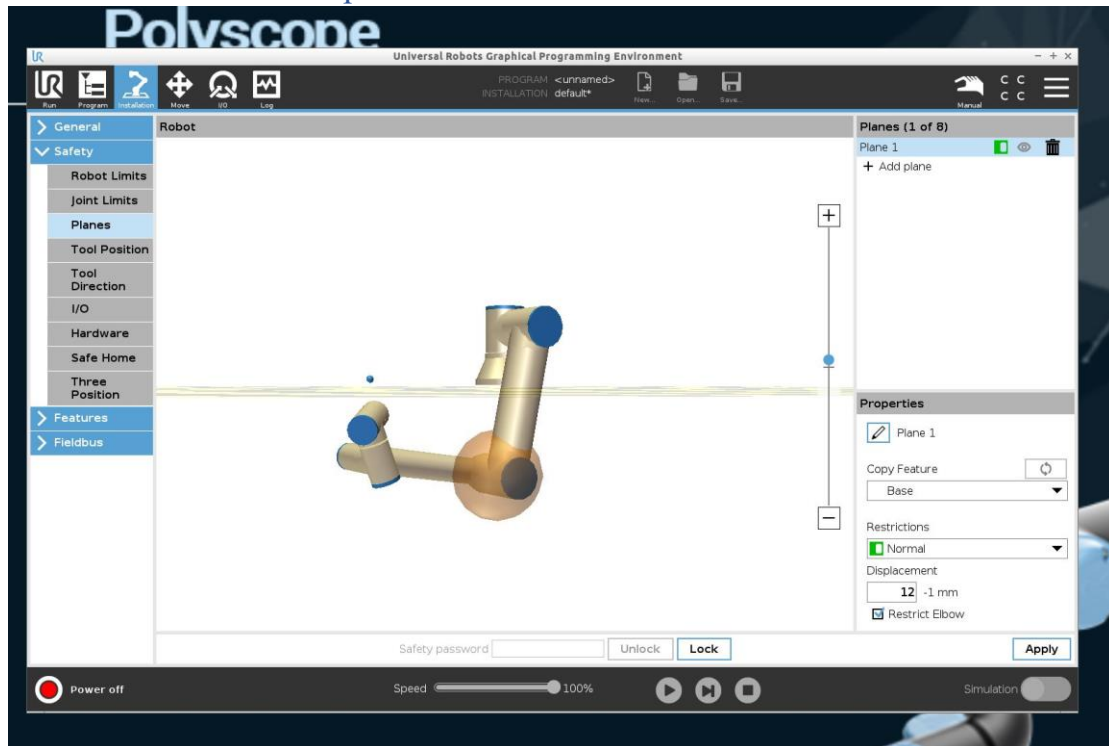 Polyscope
Universal Robots Graphical Programming Environment
Run
Program
Installation
Move
I/O
Log
PROGRAM <unnamed>
INSTALLATION default*
New...
Open...
Save...
Manual
C C
C C
General
Safety
Robot Limits
Joint Limits
Planes
Tool Position
Tool
Direction
I/O
Hardware
Safe Home
Three
Position
Features
Fieldbus
Robot
Planes (1 of 8)
Plane 1
+ Add plane
Properties
Plane 1
Copy Feature
Base
Restrictions
Normal
Displacement
12 -1 mm
Restrict Elbow
Safety password
Unlock
Lock
Apply
Power off
Speed
100%
Simulation